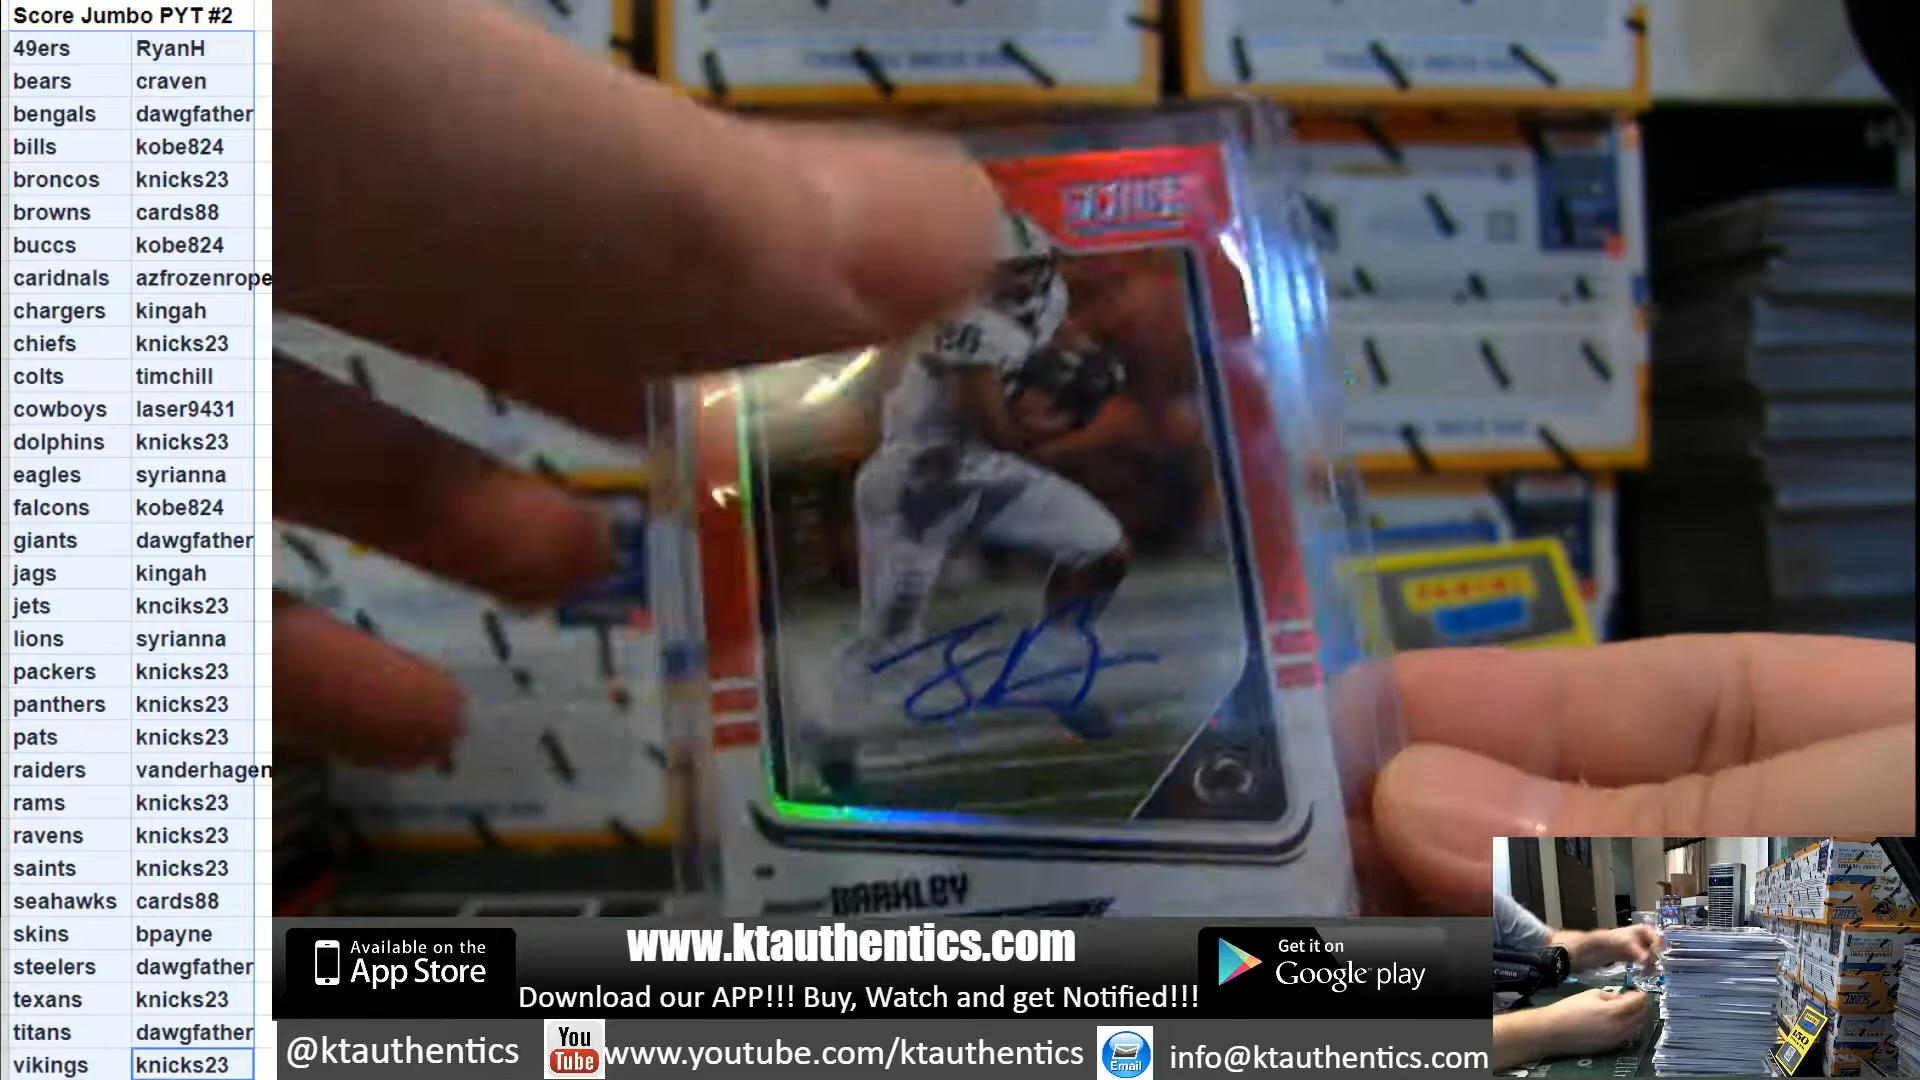 Score Jumbo PYT #2
49ers RyanH
bears craven
bengals dawgfather
bills kobe824
broncos knicks23
browns cards88
buccs kobe824
caridnals azfrozenrope
chargers kingah
chiefs knicks23
colts timchill
cowboys laser9431
dolphins knicks23
eagles syrianna
falcons kobe824
giants dawgfather
jags kingah
jets knciks23
lions syrianna
packers knicks23
panthers knicks23
pats knicks23
raiders vanderhagen
rams knicks23
ravens knicks23
saints knicks23
seahawks cards88
skins bpayne
steelers dawgfather
texans knicks23
titans dawgfather
vikings knicks23
SCORE
26
PANINI
BARKLEY
Available on the
App Store
www.ktauthentics.com
Get it on
Google play
Download our APP!!! Buy, Watch and get Notified!!!
@ktauthentics
You
Tube
www.youtube.com/ktauthentics
Email
info@ktauthentics.com
Canon